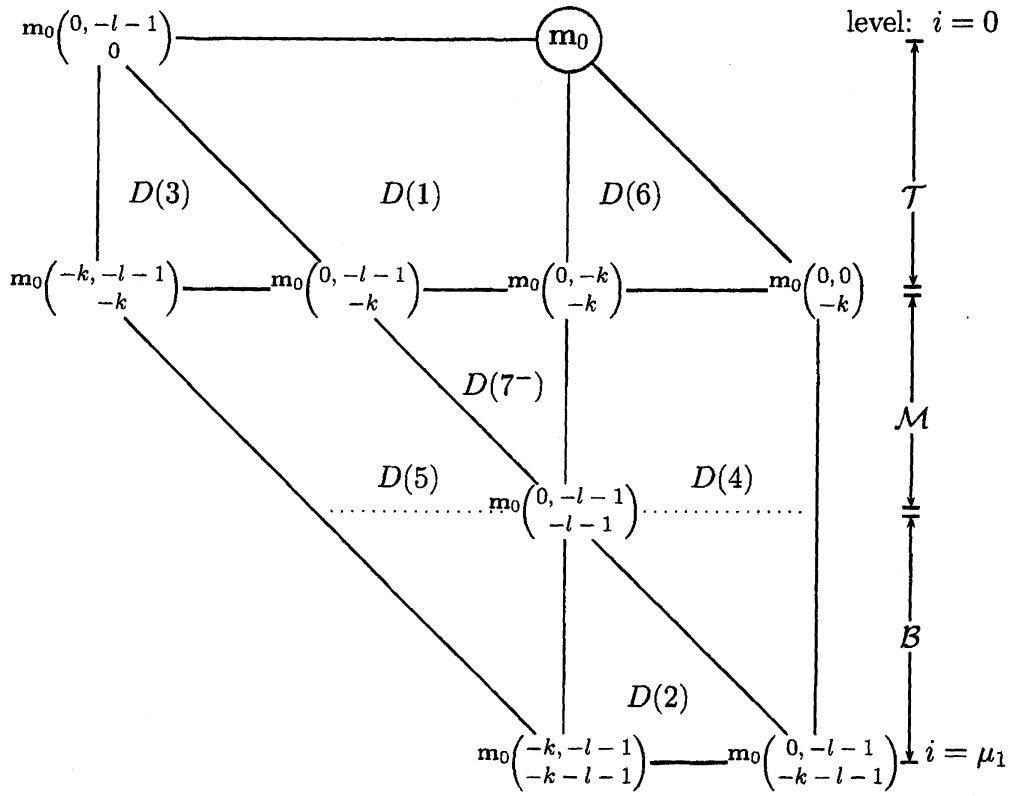 m₀(0, −l − 1 / 0) m₀ level: i = 0
D(3) D(1) D(6) 𝒯
m₀(−k, −l − 1 / −k) m₀(0, −l − 1 / −k) m₀(0, −k / −k) m₀(0, 0 / −k)
D(7⁻) ℳ
D(5) D(4)
m₀(0, −l − 1 / −l − 1)
ℬ
D(2)
m₀(−k, −l − 1 / −k − l − 1) m₀(0, −l − 1 / −k − l − 1) i = μ₁